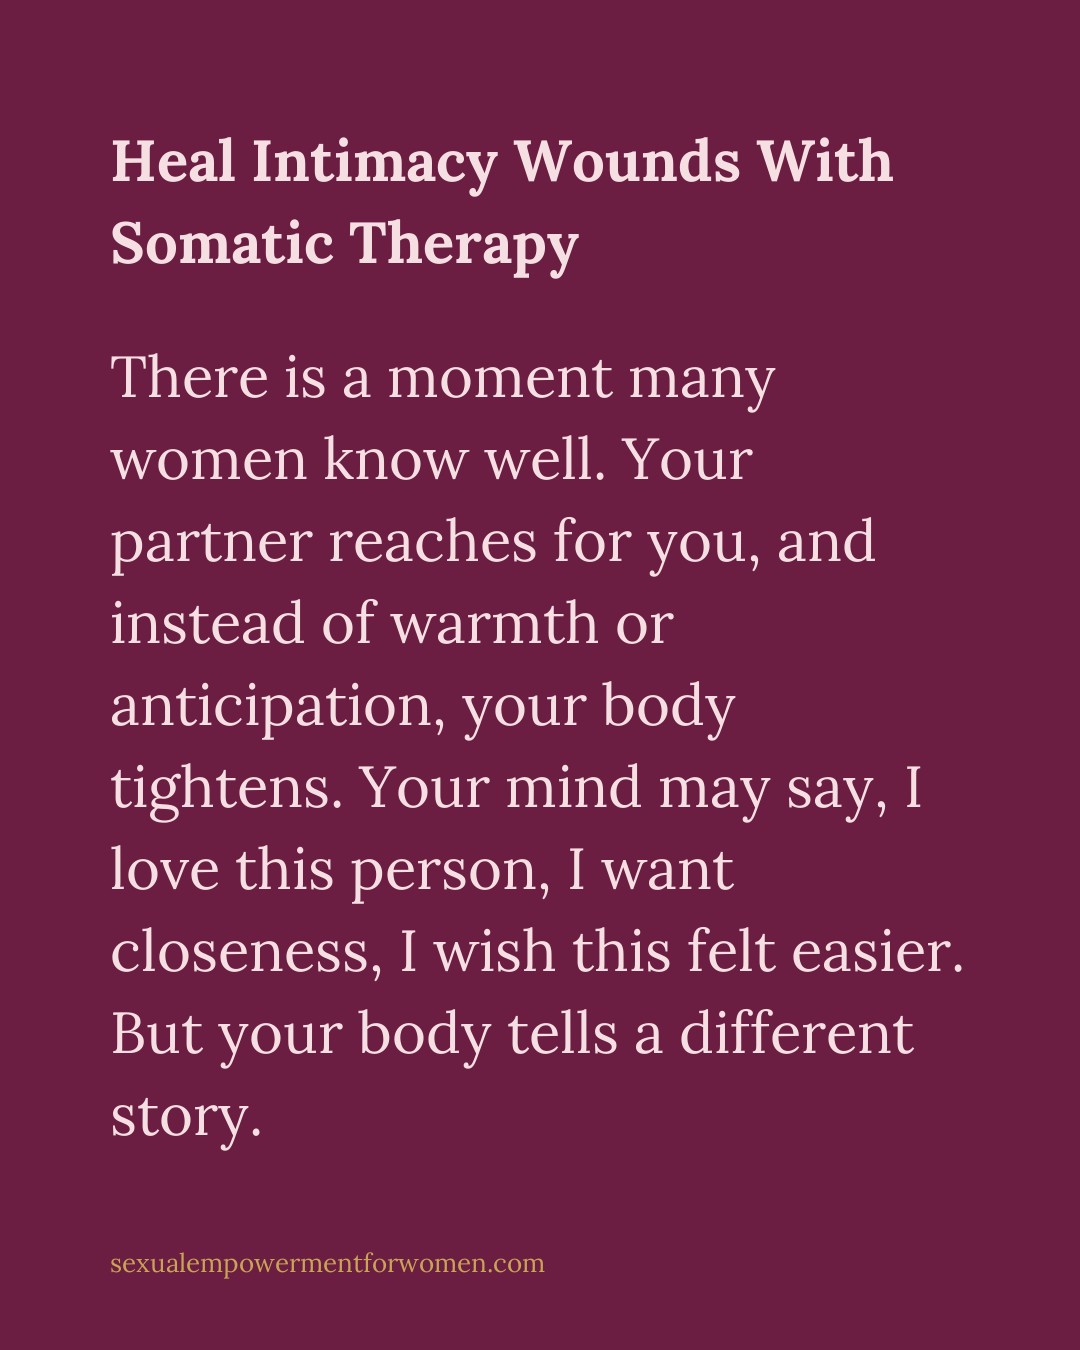 Heal Intimacy Wounds With
Somatic Therapy
There is a moment many
women know well. Your
partner reaches for you, and
instead of warmth or
anticipation, your body
tightens. Your mind may say, I
love this person, I want
closeness, I wish this felt easier.
But your body tells a different
story.
sexualempowermentforwomen.com